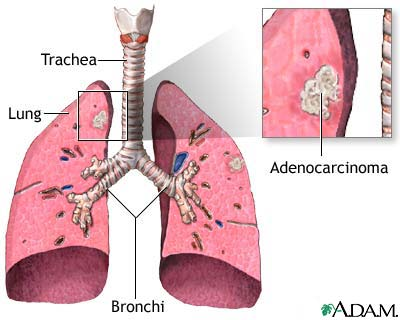 Trachea
Lung
Adenocarcinoma
Bronchi
A.D.A.M.